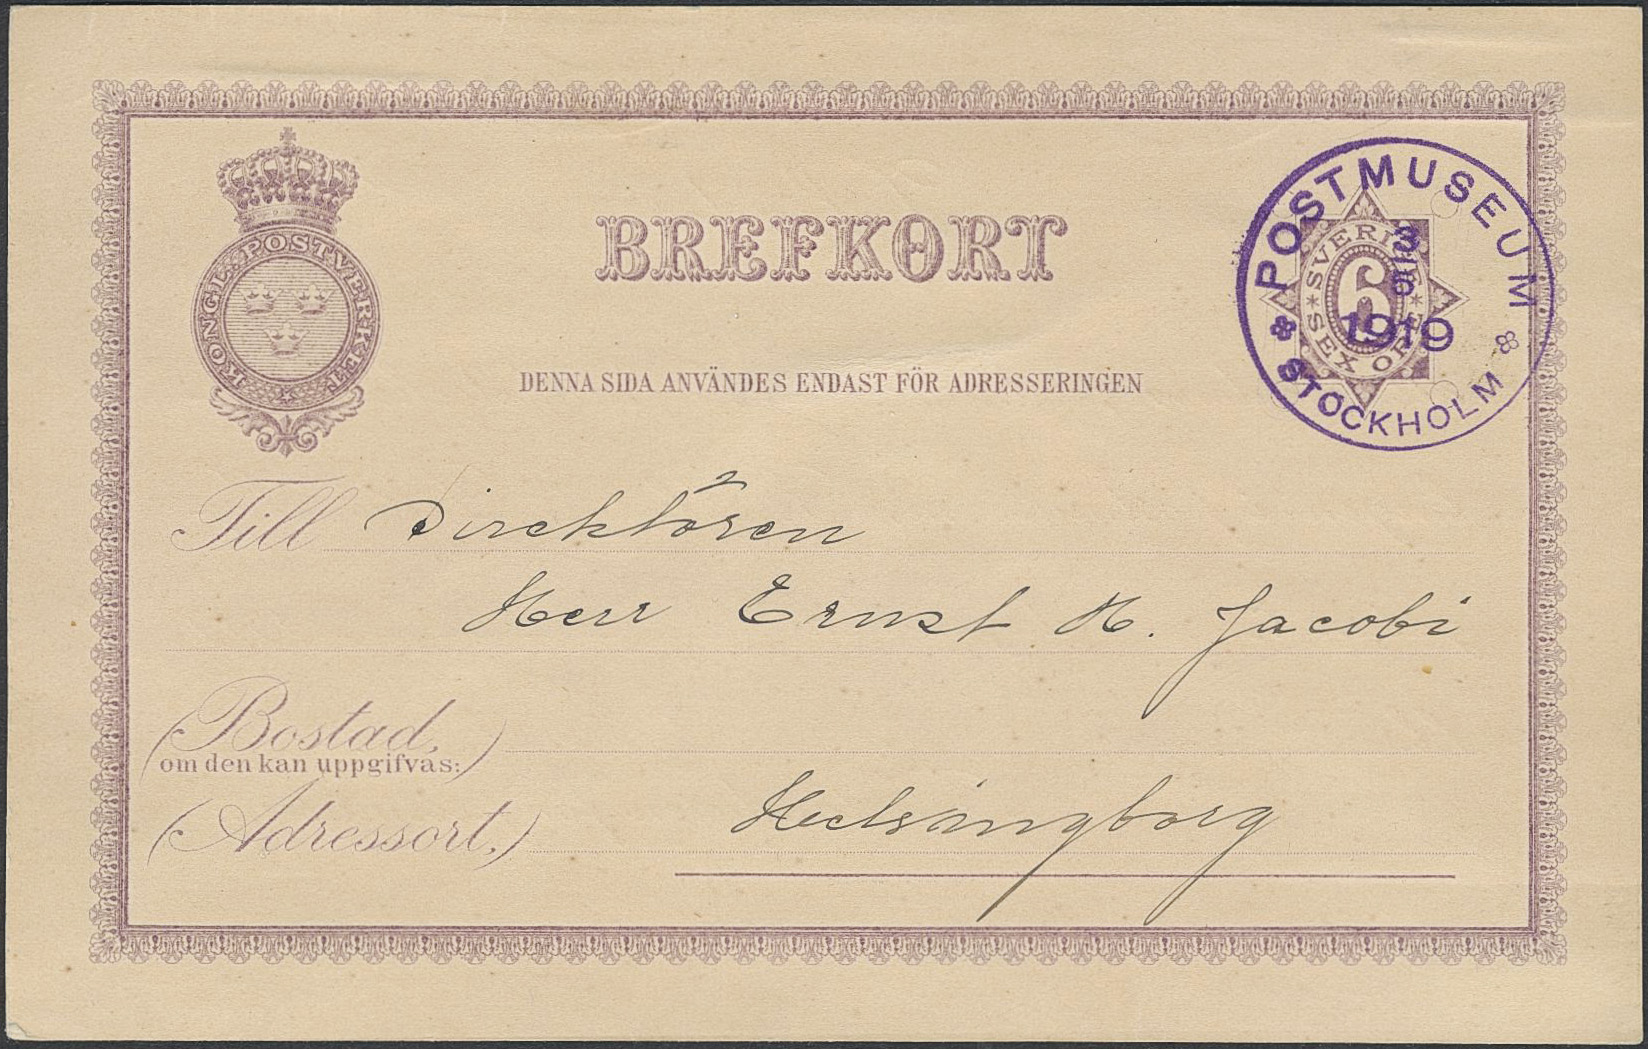 KONGL. POSTVERKET
BREFKORT
SVERIGE
6
SEX ÖRE
POSTMUSEUM
3/5
1919
STOCKHOLM
DENNA SIDA ANVÄNDES ENDAST FÖR ADRESSERINGEN
Till Direktören
Herr Ernst H. Jacobi
(Bostad,
om den kan uppgifvas:)
Helsingborg
(Adressort,)